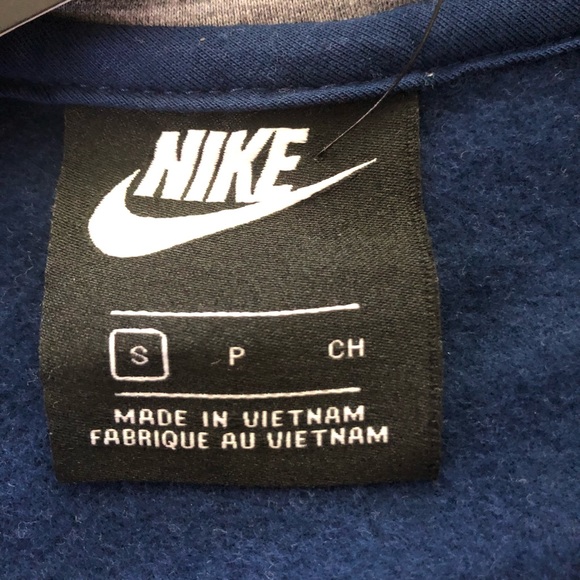 NIKE
S P CH
MADE IN VIETNAM
FABRIQUE AU VIETNAM